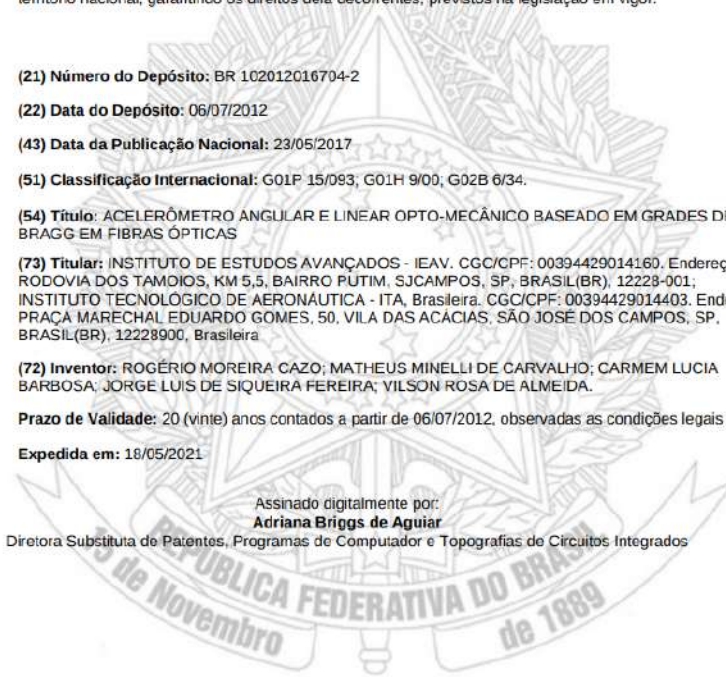 território nacional, garantindo os direitos dela decorrentes, previstos na legislação em vigor.
(21) Número do Depósito: BR 102012016704-2
(22) Data do Depósito: 06/07/2012
(43) Data da Publicação Nacional: 23/05/2017
(51) Classificação Internacional: G01P 15/093; G01H 9/00; G02B 6/34.
(54) Título: ACELERÔMETRO ANGULAR E LINEAR OPTO-MECÂNICO BASEADO EM GRADES DE
BRAGG EM FIBRAS ÓPTICAS
(73) Titular: INSTITUTO DE ESTUDOS AVANÇADOS - IEAV. CGC/CPF: 00394429014160. Endereç
RODOVIA DOS TAMOIOS, KM 5,5, BAIRRO PUTIM, SJCAMPOS, SP, BRASIL(BR), 12228-001;
INSTITUTO TECNOLÓGICO DE AERONÁUTICA - ITA, Brasileira. CGC/CPF: 00394429014403. End
PRAÇA MARECHAL EDUARDO GOMES, 50, VILA DAS ACÁCIAS, SÃO JOSÉ DOS CAMPOS, SP,
BRASIL(BR), 12228900, Brasileira
(72) Inventor: ROGÉRIO MOREIRA CAZO; MATHEUS MINELLI DE CARVALHO; CARMEM LUCIA
BARBOSA; JORGE LUIS DE SIQUEIRA FEREIRA; VILSON ROSA DE ALMEIDA.
Prazo de Validade: 20 (vinte) anos contados a partir de 06/07/2012, observadas as condições legais
Expedida em: 18/05/2021
Assinado digitalmente por:
Adriana Briggs de Aguiar
Diretora Substituta de Patentes, Programas de Computador e Topografias de Circuitos Integrados
REPÚBLICA FEDERATIVA DO BRASIL
15 de Novembro de 1889